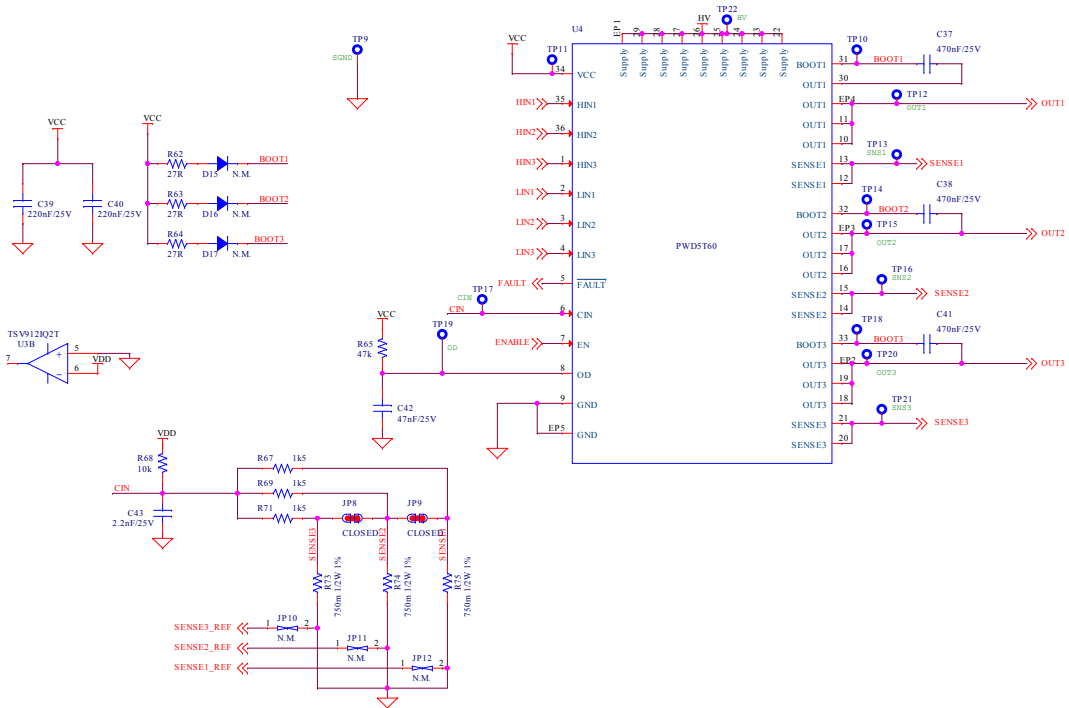 TP9
SGND
VCC
C39
220nF/25V
C40
220nF/25V
VCC
R62
27R
D15
N.M.
BOOT1
R63
27R
D16
N.M.
BOOT2
R64
27R
D17
N.M.
BOOT3
TSV912IQ2T
U3B
7
5
6
+
-
VDD
U4
PWD5T60
HV
TP22
HV
EP1
29
28
27
26
25
24
23
22
Supply
Supply
Supply
Supply
Supply
Supply
Supply
Supply
Supply
VCC
TP11
34
VCC
HIN1
35
HIN1
HIN2
36
HIN2
HIN3
1
HIN3
LIN1
2
LIN1
LIN2
3
LIN2
LIN3
4
LIN3
FAULT
5
FAULT
TP17
CIN
CIN
6
CIN
ENABLE
7
EN
TP19
OD
8
OD
VCC
R65
47k
C42
47nF/25V
9
GND
EP5
GND
BOOT1
31
TP10
BOOT1
C37
470nF/25V
OUT1
30
OUT1
EP4
TP12
OUT1
OUT1
OUT1
11
OUT1
10
SENSE1
13
TP13
SNS1
SENSE1
SENSE1
12
BOOT2
32
TP14
BOOT2
C38
470nF/25V
OUT2
EP3
TP15
OUT2
OUT2
OUT2
17
OUT2
16
SENSE2
15
TP16
SNS2
SENSE2
SENSE2
14
BOOT3
33
TP18
BOOT3
C41
470nF/25V
OUT3
EP2
TP20
OUT3
OUT3
OUT3
19
OUT3
18
SENSE3
21
TP21
SNS3
SENSE3
SENSE3
20
VDD
R68
10k
CIN
C43
2.2nF/25V
R67
1k5
R69
1k5
R71
1k5
JP8
CLOSED
JP9
CLOSED
SENSE3
SENSE2
R73
750m 1/2W 1%
R74
750m 1/2W 1%
R75
750m 1/2W 1%
SENSE3_REF
1
JP10
2
N.M.
SENSE2_REF
1
JP11
2
N.M.
SENSE1_REF
1
JP12
2
N.M.